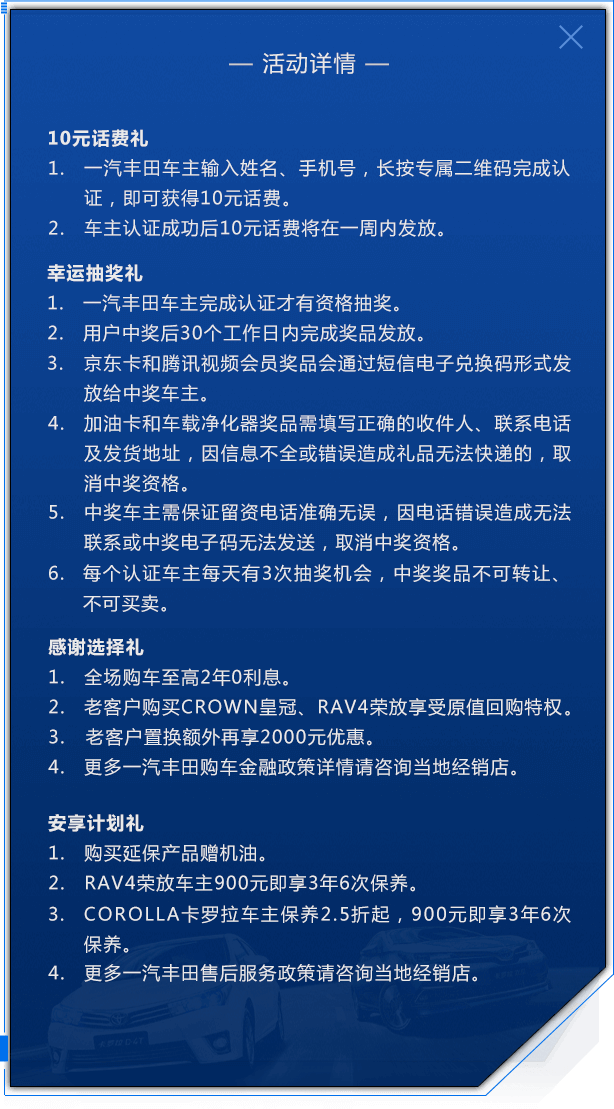 — 活动详情 —
10元话费礼
1. 一汽丰田车主输入姓名、手机号，长按专属二维码完成认
证，即可获得10元话费。
2. 车主认证成功后10元话费将在一周内发放。
幸运抽奖礼
1. 一汽丰田车主完成认证才有资格抽奖。
2. 用户中奖后30个工作日内完成奖品发放。
3. 京东卡和腾讯视频会员奖品会通过短信电子兑换码形式发
放给中奖车主。
4. 加油卡和车载净化器奖品需填写正确的收件人、联系电话
及发货地址，因信息不全或错误造成礼品无法快递的，取
消中奖资格。
5. 中奖车主需保证留资电话准确无误，因电话错误造成无法
联系或中奖电子码无法发送，取消中奖资格。
6. 每个认证车主每天有3次抽奖机会，中奖奖品不可转让、
不可买卖。
感谢选择礼
1. 全场购车至高2年0利息。
2. 老客户购买CROWN皇冠、RAV4荣放享受原值回购特权。
3. 老客户置换额外再享2000元优惠。
4. 更多一汽丰田购车金融政策详情请咨询当地经销店。
安享计划礼
1. 购买延保产品赠机油。
2. RAV4荣放车主900元即享3年6次保养。
3. COROLLA卡罗拉车主保养2.5折起，900元即享3年6次
保养。
4. 更多一汽丰田售后服务政策请咨询当地经销店。